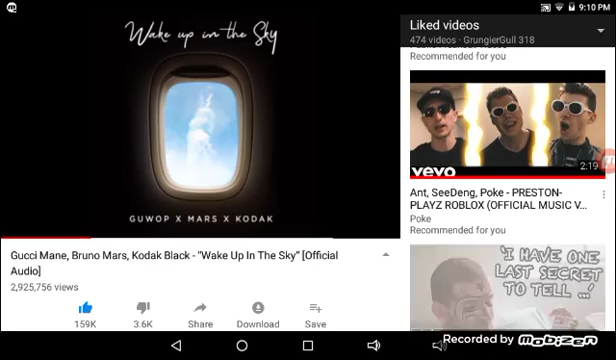 9:10 PM
Wake up in the Sky
GUWOP X MARS X KODAK
Gucci Mane, Bruno Mars, Kodak Black - “Wake Up In The Sky” [Official
Audio]
2,925,756 views
159K
3.6K
Share
Download
Save
Liked videos
474 videos · GrungierGull 318
Recommended for you
vevo
2:19
Ant, SeeDeng, Poke - PRESTON-
PLAYZ ROBLOX (OFFICIAL MUSIC V...
Poke
Recommended for you
'I HAVE ONE
LAST SECRET
TO TELL ...'
Recorded by MOBIZEN